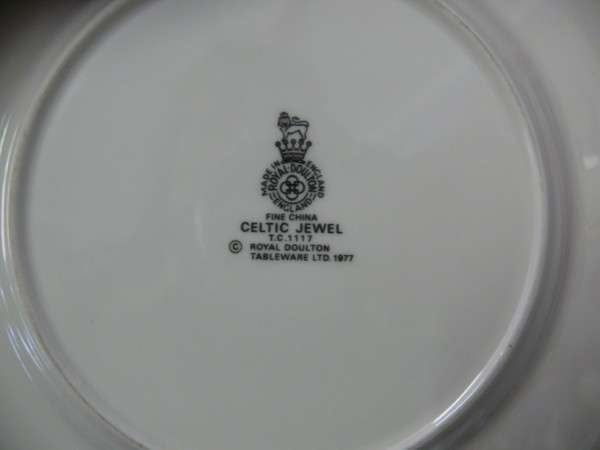 MADE IN ENGLAND
ROYAL DOULTON
ENGLAND
FINE CHINA
CELTIC JEWEL
T.C.1117
© ROYAL DOULTON
TABLEWARE LTD.1977